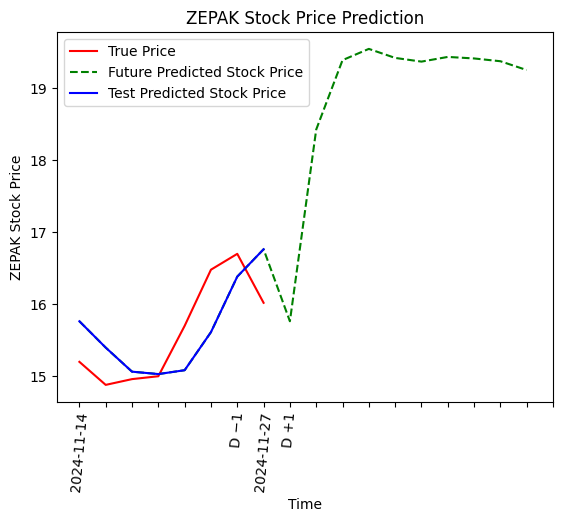 ZEPAK Stock Price Prediction
True Price
Future Predicted Stock Price
Test Predicted Stock Price
ZEPAK Stock Price
19
18
17
16
15
2024-11-14
D −1
2024-11-27
D +1
Time